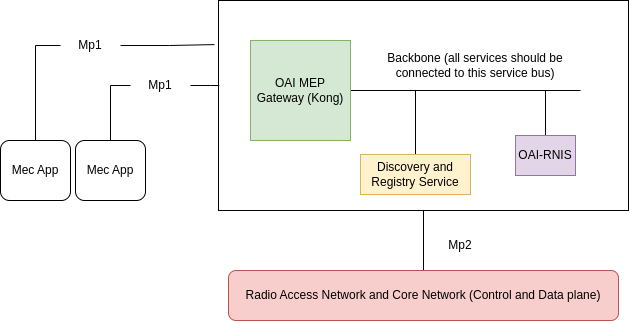 Mp1
Backbone (all services should be
connected to this service bus)
OAI MEP
Gateway (Kong)
Mp1
Mec App
Mec App
Discovery and
Registry Service
OAI-RNIS
Mp2
Radio Access Network and Core Network (Control and Data plane)